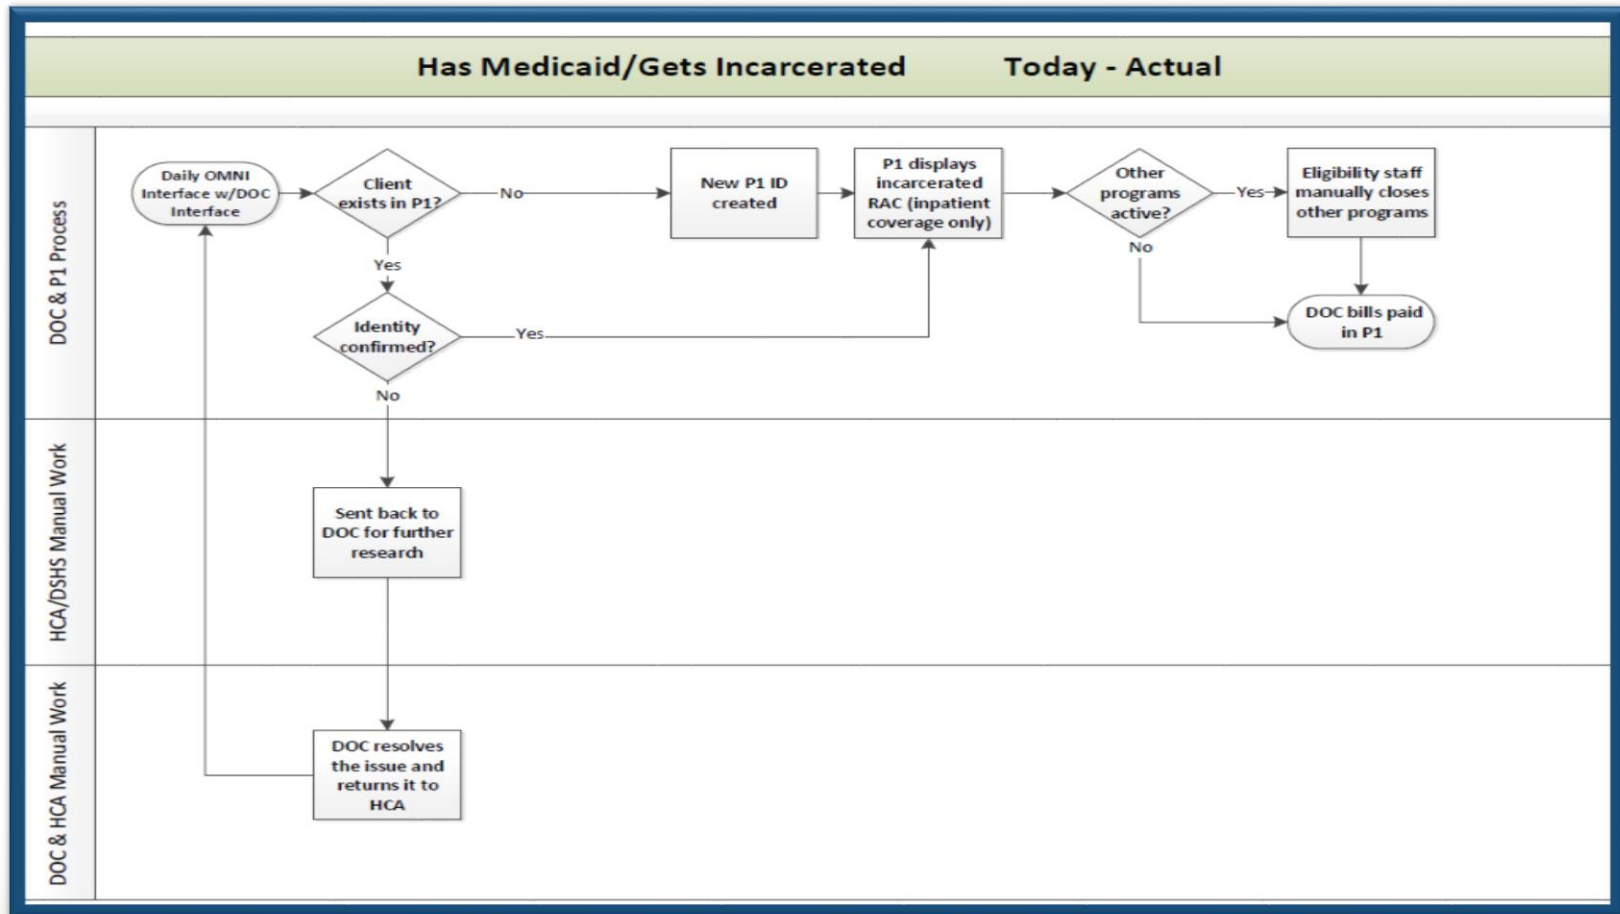 Has Medicaid/Gets Incarcerated Today - Actual
DOC & P1 Process
Daily OMNI
Interface w/DOC
Interface
Client
exists in P1?
No
New P1 ID
created
P1 displays
incarcerated
RAC (inpatient
coverage only)
Other
programs
active?
Yes
Eligibility staff
manually closes
other programs
No
DOC bills paid
in P1
Yes
Identity
confirmed?
Yes
No
HCA/DSHS Manual Work
Sent back to
DOC for further
research
DOC & HCA Manual Work
DOC resolves
the issue and
returns it to
HCA